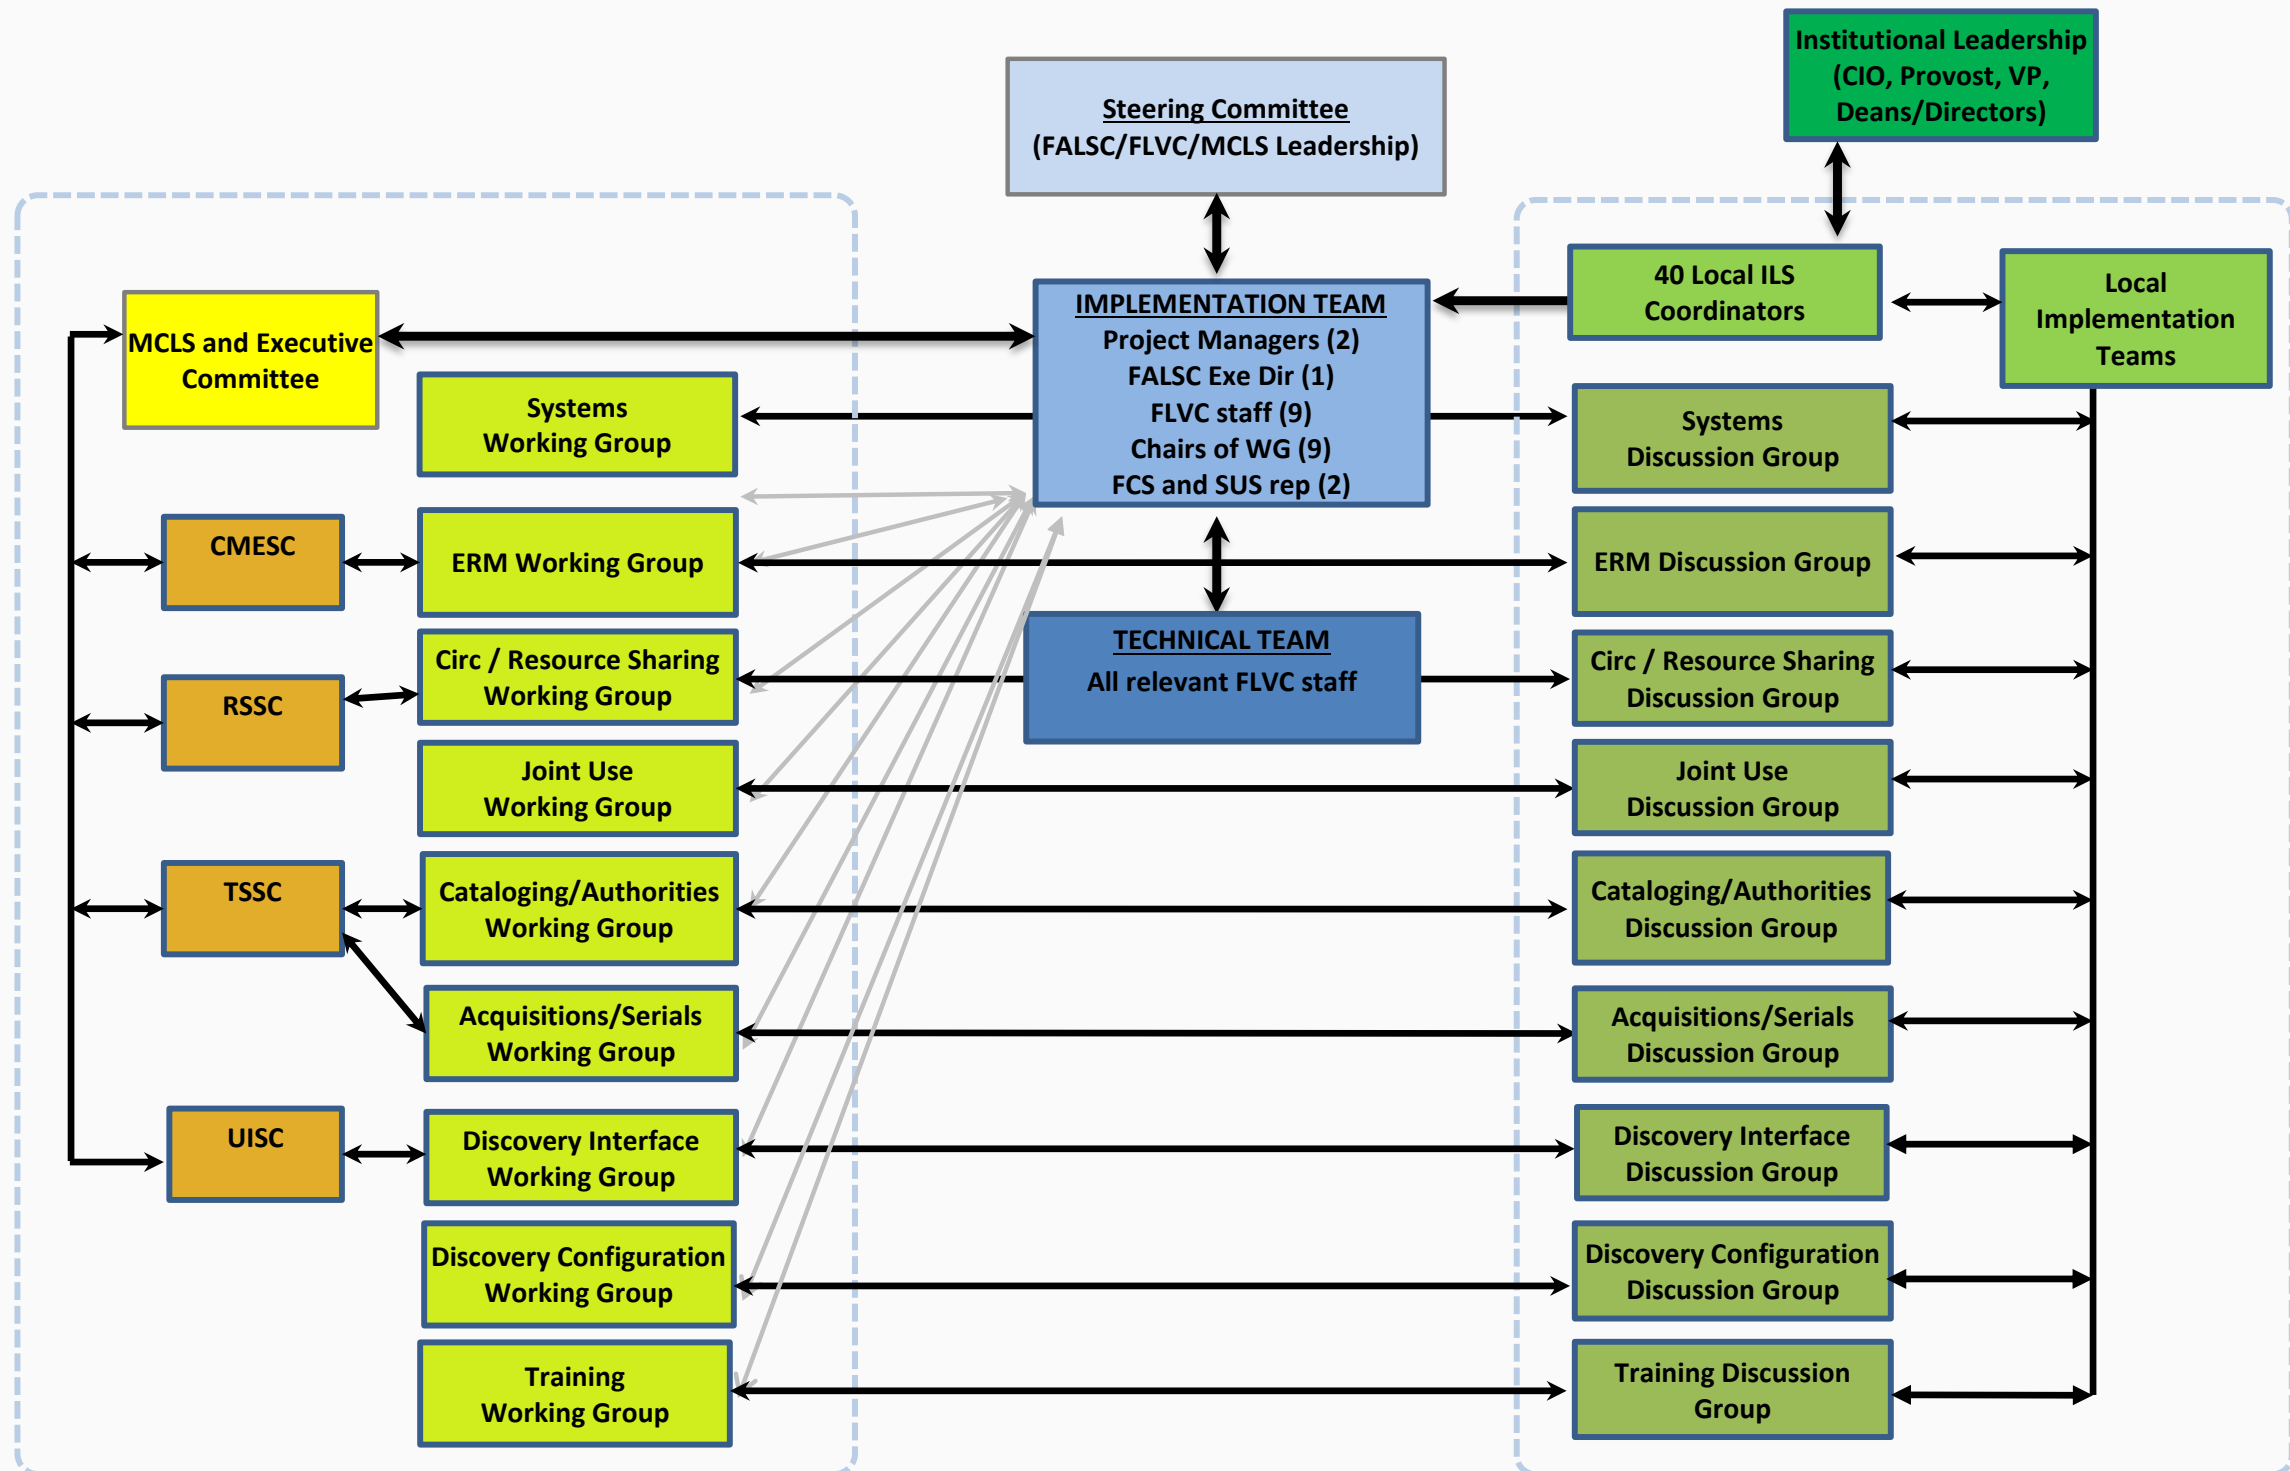 Institutional Leadership
(CIO, Provost, VP,
Deans/Directors)
Steering Committee
(FALSC/FLVC/MCLS Leadership)
MCLS and Executive
Committee
IMPLEMENTATION TEAM
Project Managers (2)
FALSC Exe Dir (1)
FLVC staff (9)
Chairs of WG (9)
FCS and SUS rep (2)
40 Local ILS
Coordinators
Local
Implementation
Teams
Systems
Working Group
Systems
Discussion Group
CMESC
ERM Working Group
ERM Discussion Group
RSSC
Circ / Resource Sharing
Working Group
TECHNICAL TEAM
All relevant FLVC staff
Circ / Resource Sharing
Discussion Group
Joint Use
Working Group
Joint Use
Discussion Group
TSSC
Cataloging/Authorities
Working Group
Cataloging/Authorities
Discussion Group
Acquisitions/Serials
Working Group
Acquisitions/Serials
Discussion Group
UISC
Discovery Interface
Working Group
Discovery Interface
Discussion Group
Discovery Configuration
Working Group
Discovery Configuration
Discussion Group
Training
Working Group
Training Discussion
Group